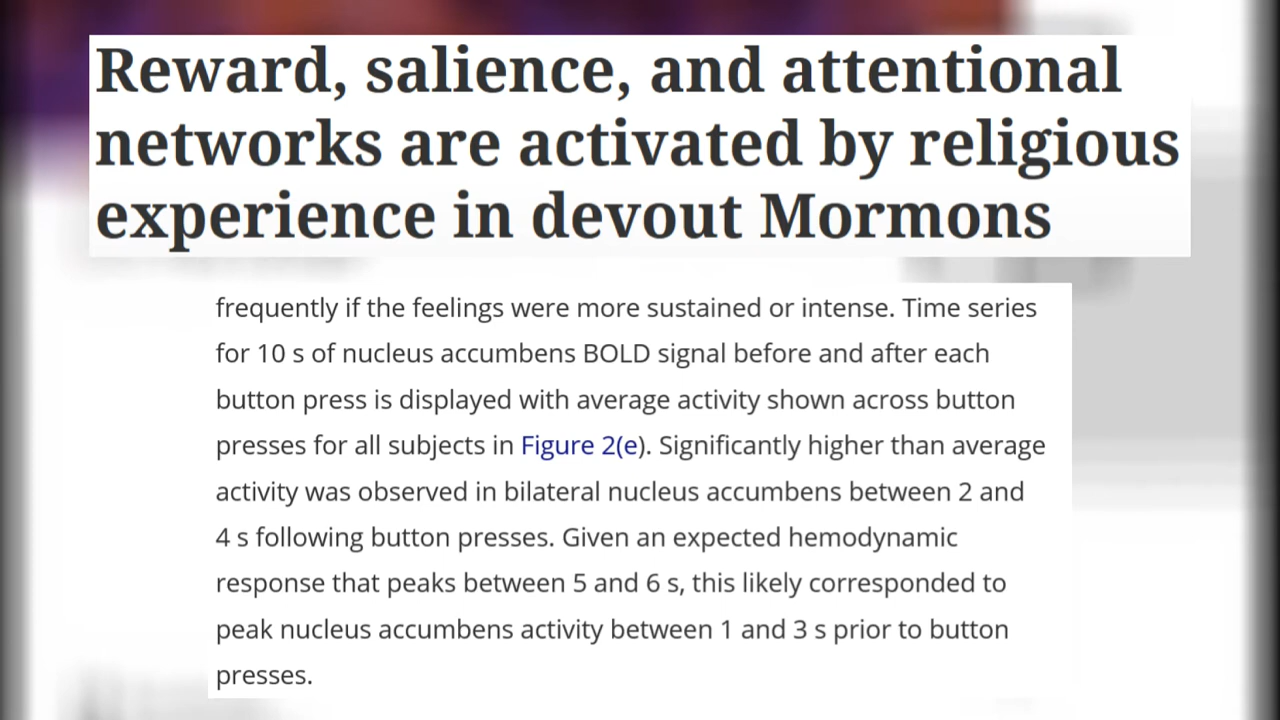 Reward, salience, and attentional
networks are activated by religious
experience in devout Mormons
frequently if the feelings were more sustained or intense. Time series
for 10 s of nucleus accumbens BOLD signal before and after each
button press is displayed with average activity shown across button
presses for all subjects in Figure 2(e). Significantly higher than average
activity was observed in bilateral nucleus accumbens between 2 and
4 s following button presses. Given an expected hemodynamic
response that peaks between 5 and 6 s, this likely corresponded to
peak nucleus accumbens activity between 1 and 3 s prior to button
presses.